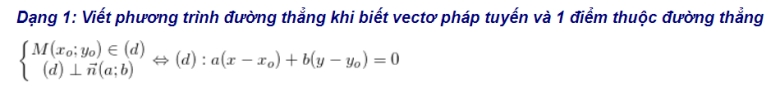 Dạng 1: Viết phương trình đường thẳng khi biết vectơ pháp tuyến và 1 điểm thuộc đường thẳng
{M(x₀; y₀) ∈ (d)
(d) ⊥ n⃗(a; b) ⇔ (d) : a(x − x₀) + b(y − y₀) = 0